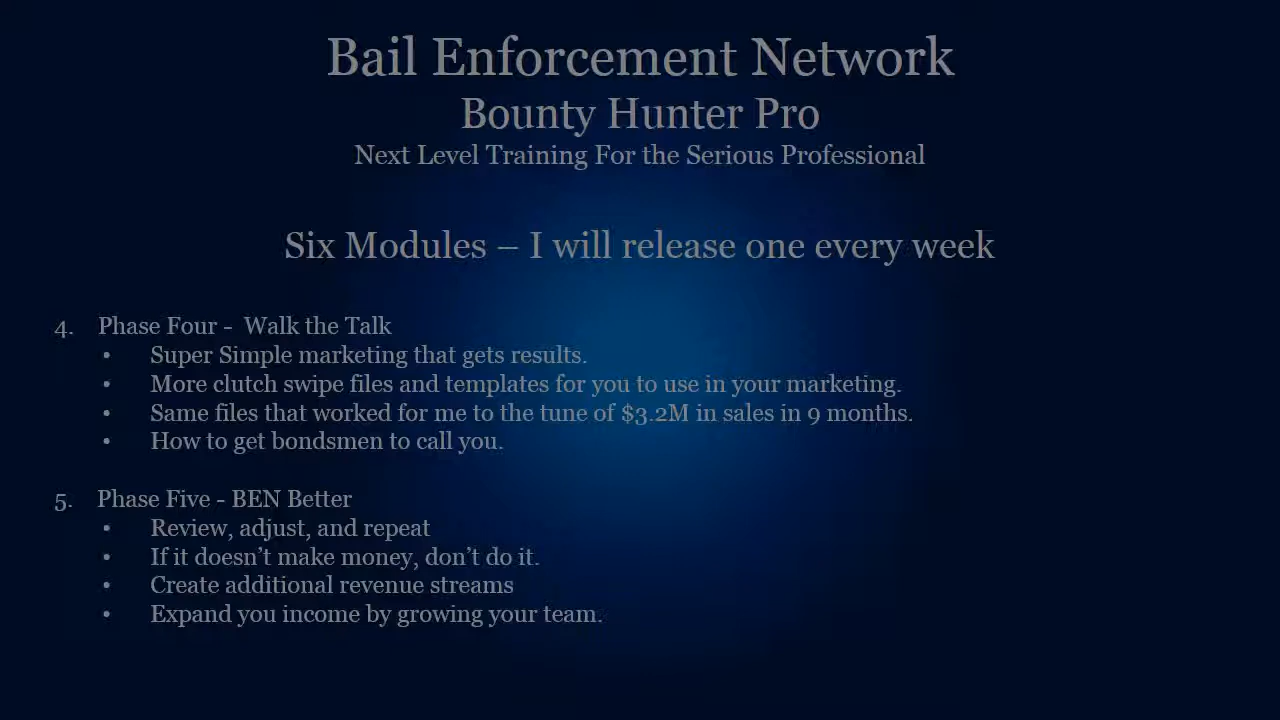 Bail Enforcement Network
Bounty Hunter Pro
Next Level Training For the Serious Professional
Six Modules – I will release one every week
4. Phase Four - Walk the Talk
• Super Simple marketing that gets results.
• More clutch swipe files and templates for you to use in your marketing.
• Same files that worked for me to the tune of $3.2M in sales in 9 months.
• How to get bondsmen to call you.
5. Phase Five - BEN Better
• Review, adjust, and repeat
• If it doesn’t make money, don’t do it.
• Create additional revenue streams
• Expand you income by growing your team.